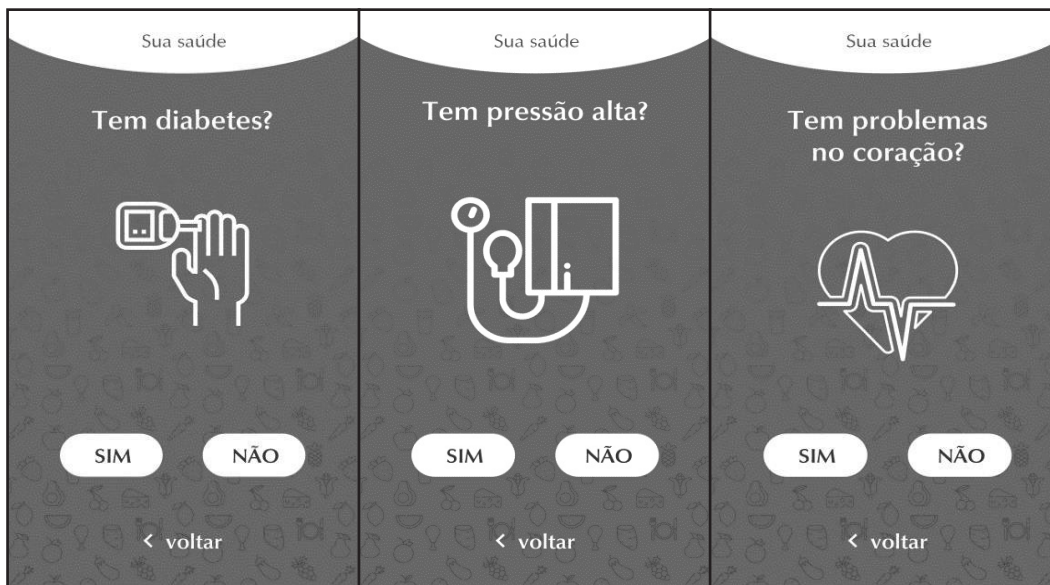 Sua saúde
Tem diabetes?
SIM
NÃO
< voltar
Sua saúde
Tem pressão alta?
SIM
NÃO
< voltar
Sua saúde
Tem problemas
no coração?
SIM
NÃO
< voltar